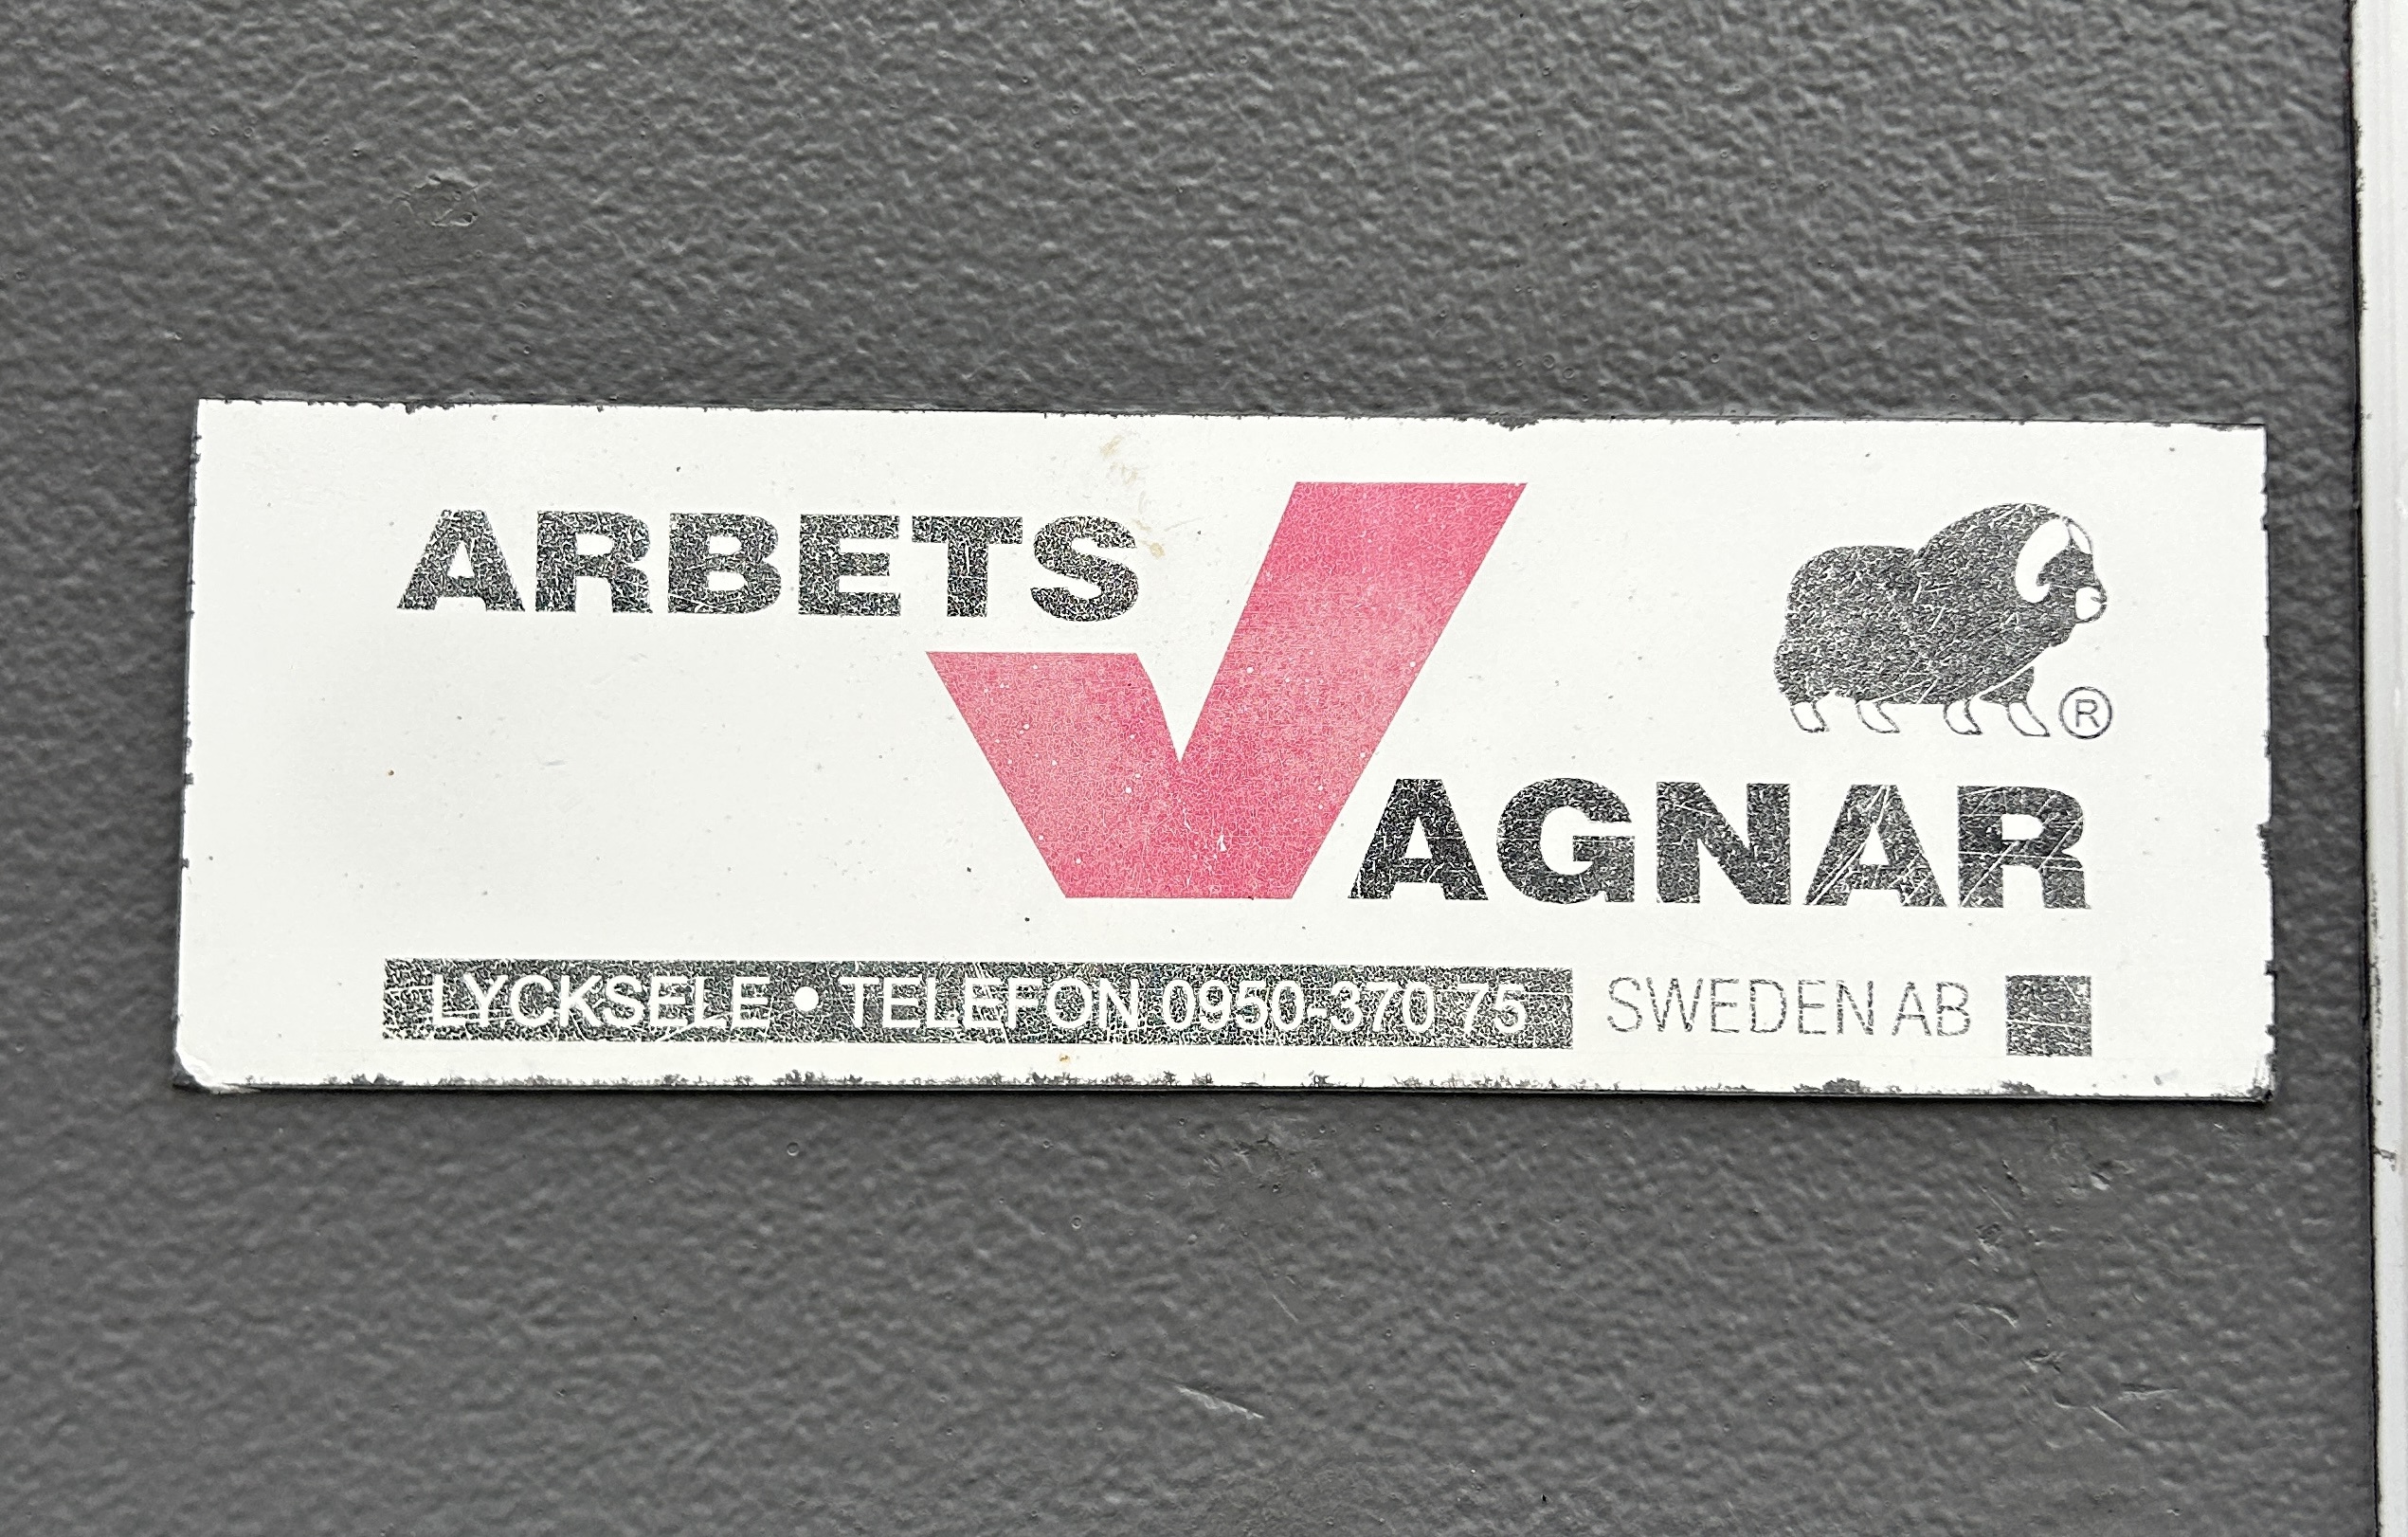 ARBETS
VAGNAR
®
LYCKSELE • TELEFON 0950-370 75 SWEDEN AB